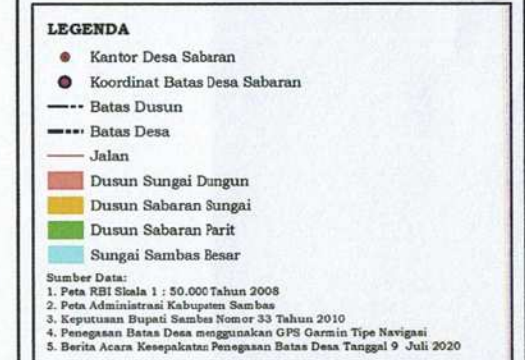 LEGENDA
Kantor Desa Sabaran
Koordinat Batas Desa Sabaran
Batas Dusun
Batas Desa
Jalan
Dusun Sungai Dungun
Dusun Sabaran Sungai
Dusun Sabaran Parit
Sungai Sambas Besar
Sumber Data:
1. Peta RBI Skala 1 : 50.000 Tahun 2008
2. Peta Administrasi Kabupaten Sambas
3. Keputusan Bupati Sambas Nomor 33 Tahun 2010
4. Penegasan Batas Desa menggunakan GPS Garmin Tipe Navigasi
5. Berita Acara Kesepakatan Penegasan Batas Desa Tanggal 9 Juli 2020